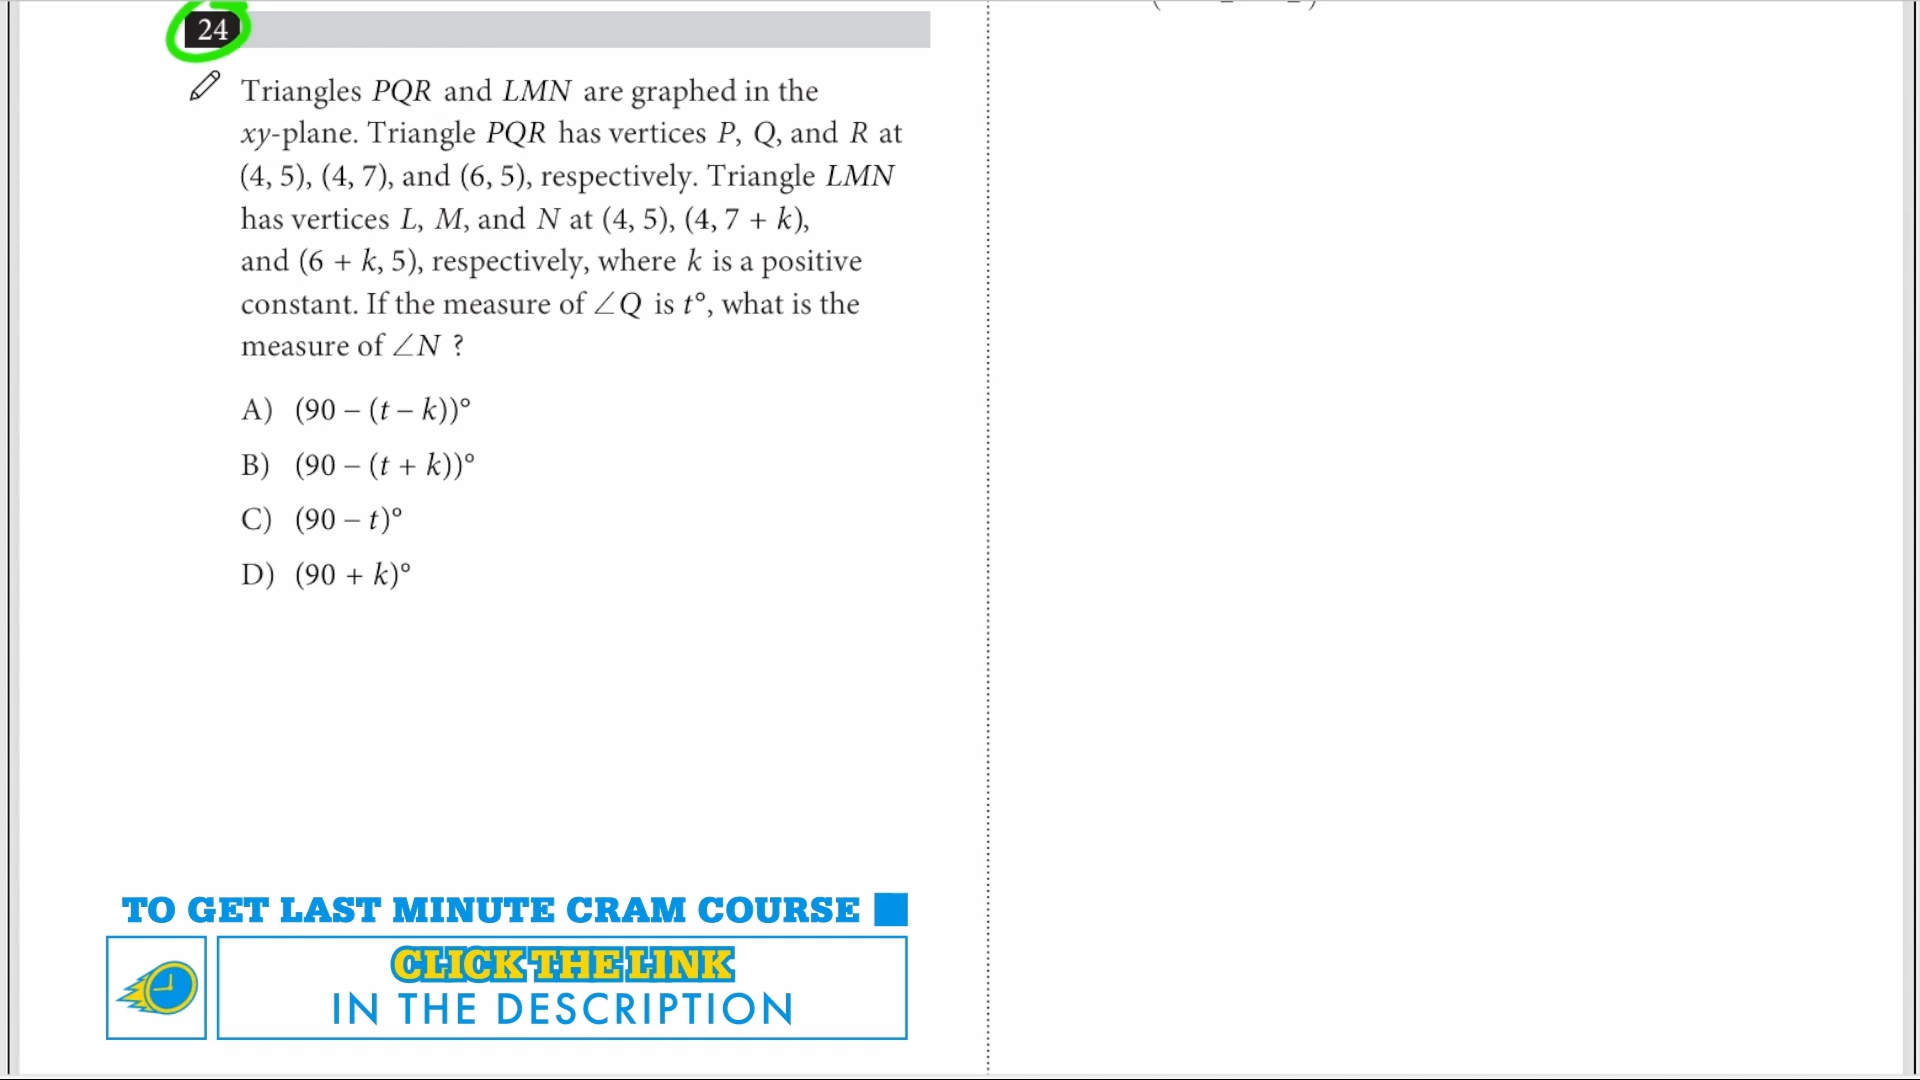 24
Triangles PQR and LMN are graphed in the
xy-plane. Triangle PQR has vertices P, Q, and R at
(4, 5), (4, 7), and (6, 5), respectively. Triangle LMN
has vertices L, M, and N at (4, 5), (4, 7 + k),
and (6 + k, 5), respectively, where k is a positive
constant. If the measure of ∠Q is t°, what is the
measure of ∠N ?
A) (90 – (t – k))°
B) (90 – (t + k))°
C) (90 – t)°
D) (90 + k)°
TO GET LAST MINUTE CRAM COURSE
CLICK THE LINK
IN THE DESCRIPTION